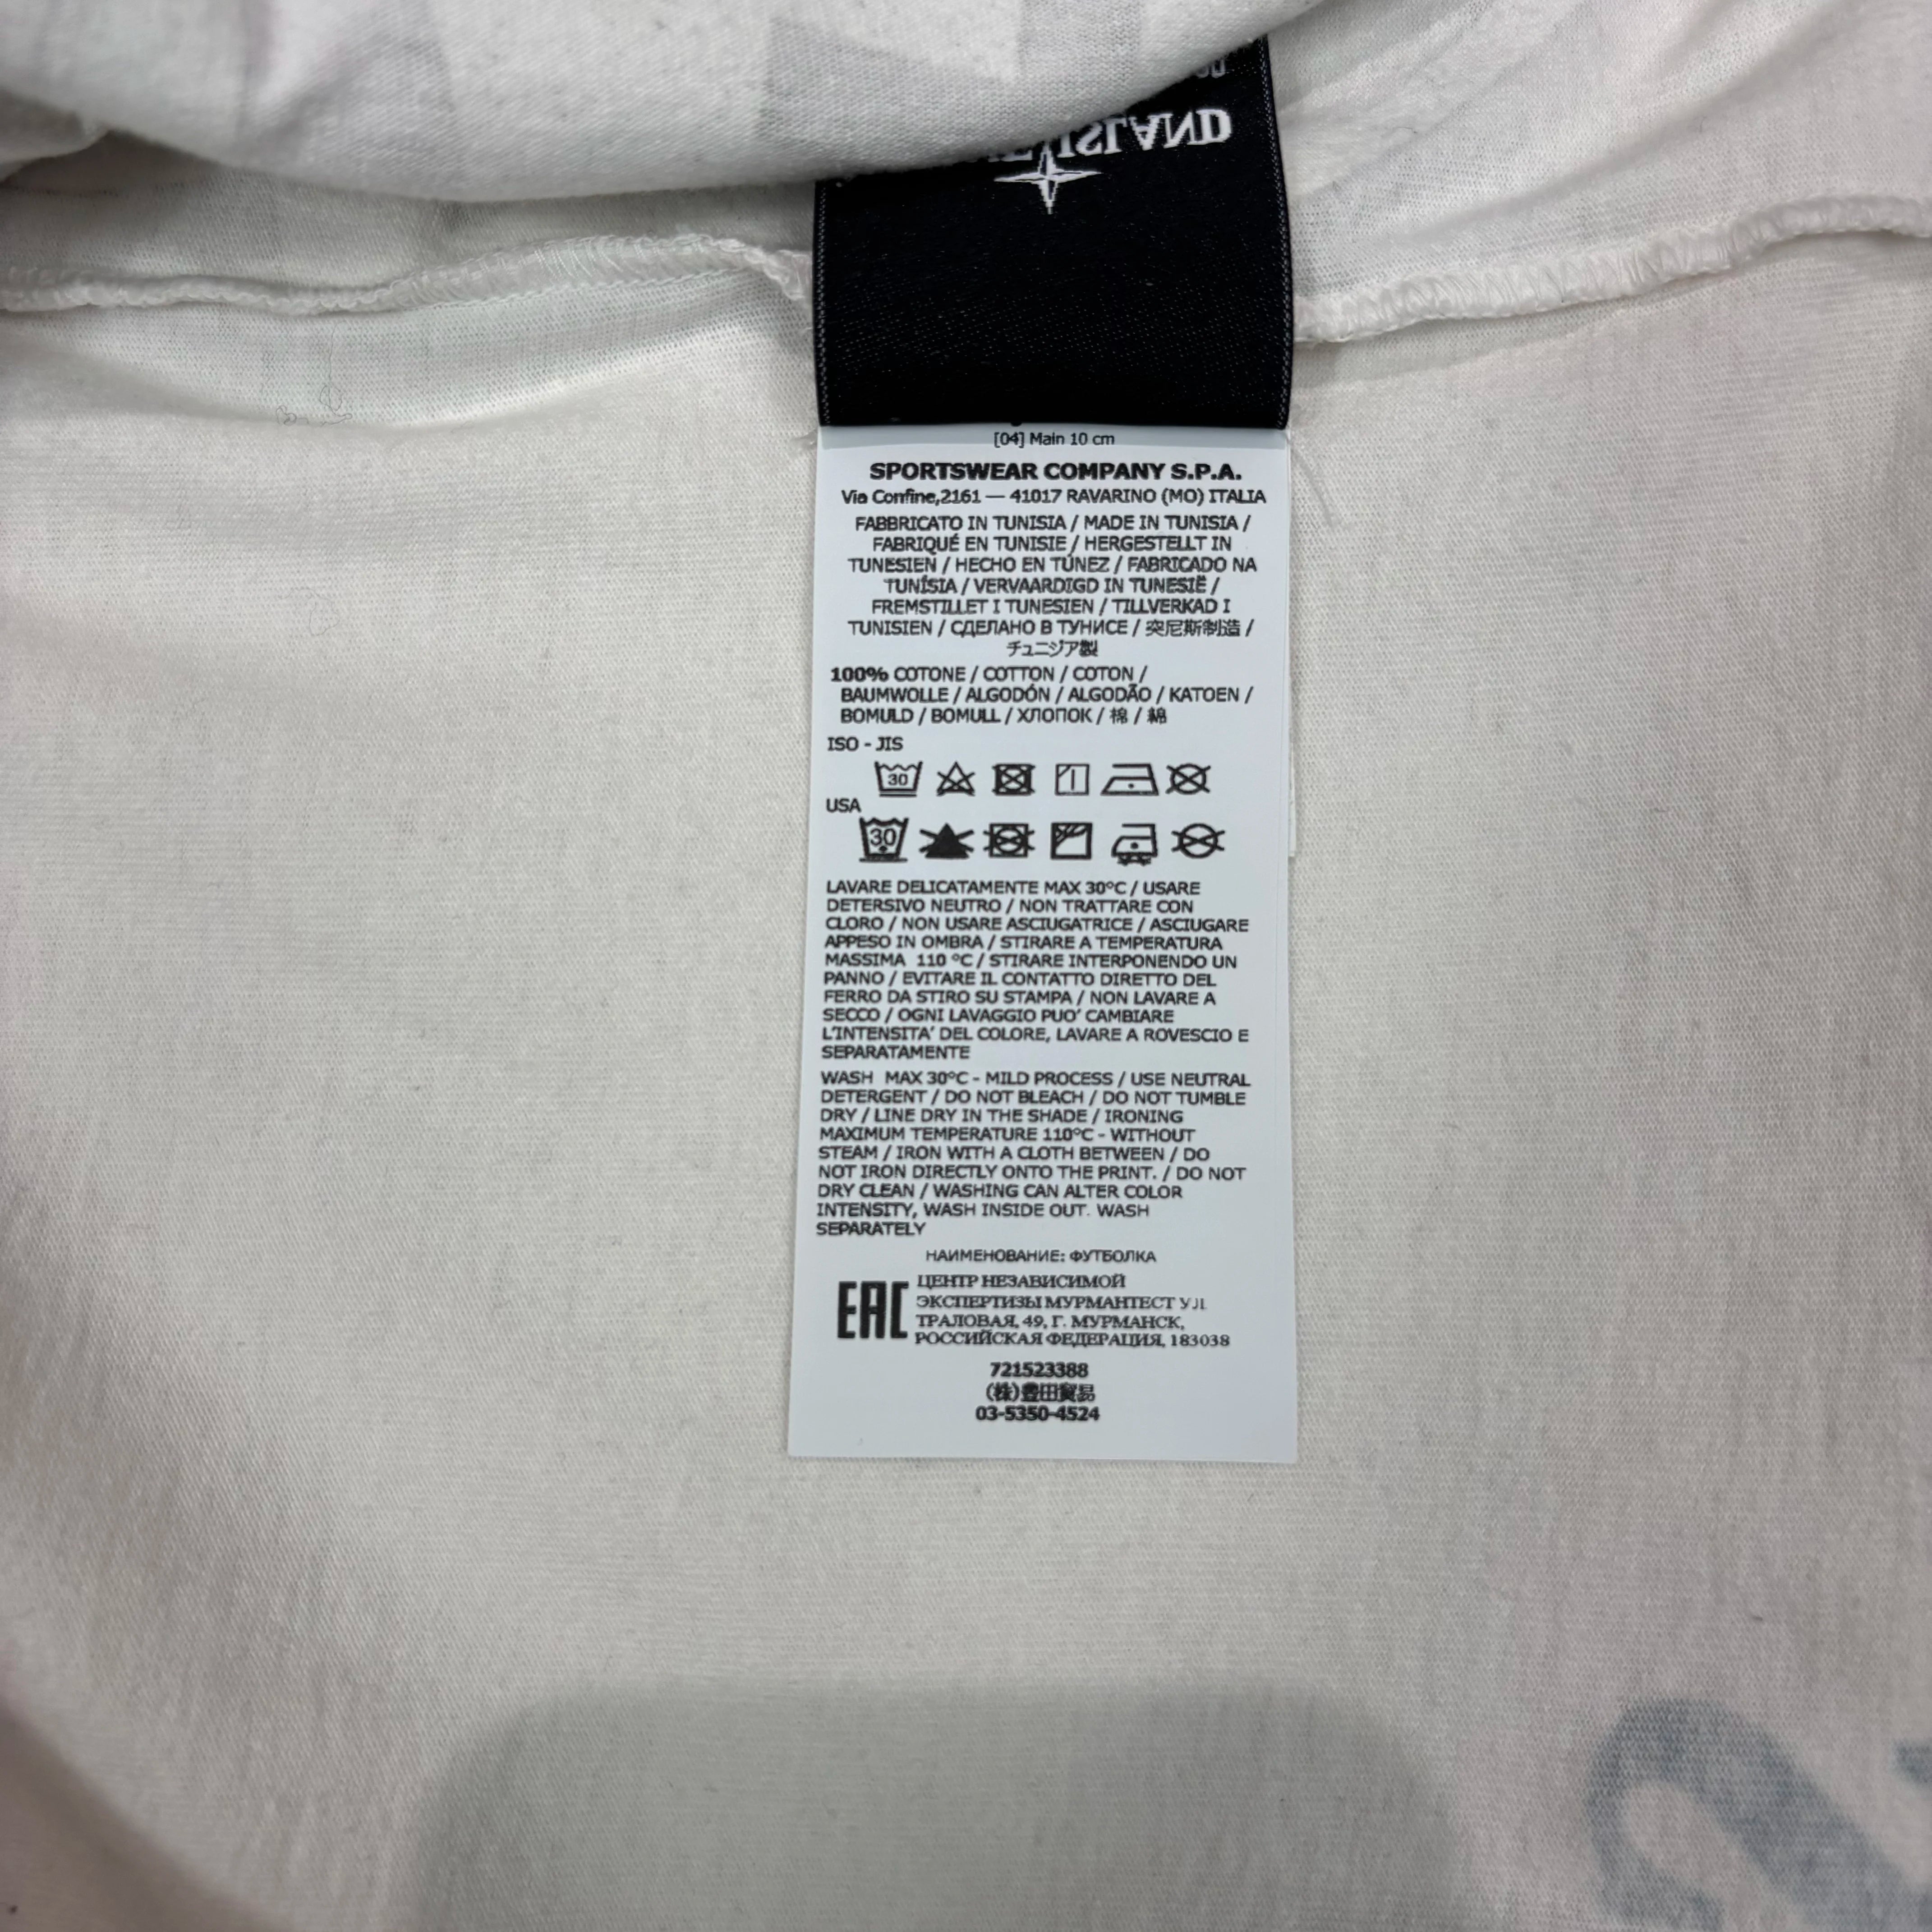 ISLAND
[04] Main 10 cm
SPORTSWEAR COMPANY S.P.A.
Via Confine,2161 — 41017 RAVARINO (MO) ITALIA
FABBRICATO IN TUNISIA / MADE IN TUNISIA /
FABRIQUÉ EN TUNISIE / HERGESTELLT IN
TUNESIEN / HECHO EN TÚNEZ / FABRICADO NA
TUNÍSIA / VERVAARDIGD IN TUNESIË /
FREMSTILLET I TUNESIEN / TILLVERKAD I
TUNISIEN / СДЕЛАНО В ТУНИСЕ / 突尼斯制造 /
チュニジア製
100% COTONE / COTTON / COTON /
BAUMWOLLE / ALGODÓN / ALGODÃO / KATOEN /
BOMULD / BOMULL / ХЛОПОК / 棉 / 綿
ISO - JIS
30
USA
30
LAVARE DELICATAMENTE MAX 30°C / USARE
DETERSIVO NEUTRO / NON TRATTARE CON
CLORO / NON USARE ASCIUGATRICE / ASCIUGARE
APPESO IN OMBRA / STIRARE A TEMPERATURA
MASSIMA 110 °C / STIRARE INTERPONENDO UN
PANNO / EVITARE IL CONTATTO DIRETTO DEL
FERRO DA STIRO SU STAMPA / NON LAVARE A
SECCO / OGNI LAVAGGIO PUO' CAMBIARE
L'INTENSITA' DEL COLORE, LAVARE A ROVESCIO E
SEPARATAMENTE
WASH MAX 30°C - MILD PROCESS / USE NEUTRAL
DETERGENT / DO NOT BLEACH / DO NOT TUMBLE
DRY / LINE DRY IN THE SHADE / IRONING
MAXIMUM TEMPERATURE 110°C - WITHOUT
STEAM / IRON WITH A CLOTH BETWEEN / DO
NOT IRON DIRECTLY ONTO THE PRINT. / DO NOT
DRY CLEAN / WASHING CAN ALTER COLOR
INTENSITY, WASH INSIDE OUT. WASH
SEPARATELY
НАИМЕНОВАНИЕ: ФУТБОЛКА
EAC
ЦЕНТР НЕЗАВИСИМОЙ
ЭКСПЕРТИЗЫ МУРМАНТЕСТ УЛ.
ТРАЛОВАЯ, 49, Г. МУРМАНСК,
РОССИЙСКАЯ ФЕДЕРАЦИЯ, 183038
721523388
(株)豊田貿易
03-5350-4524